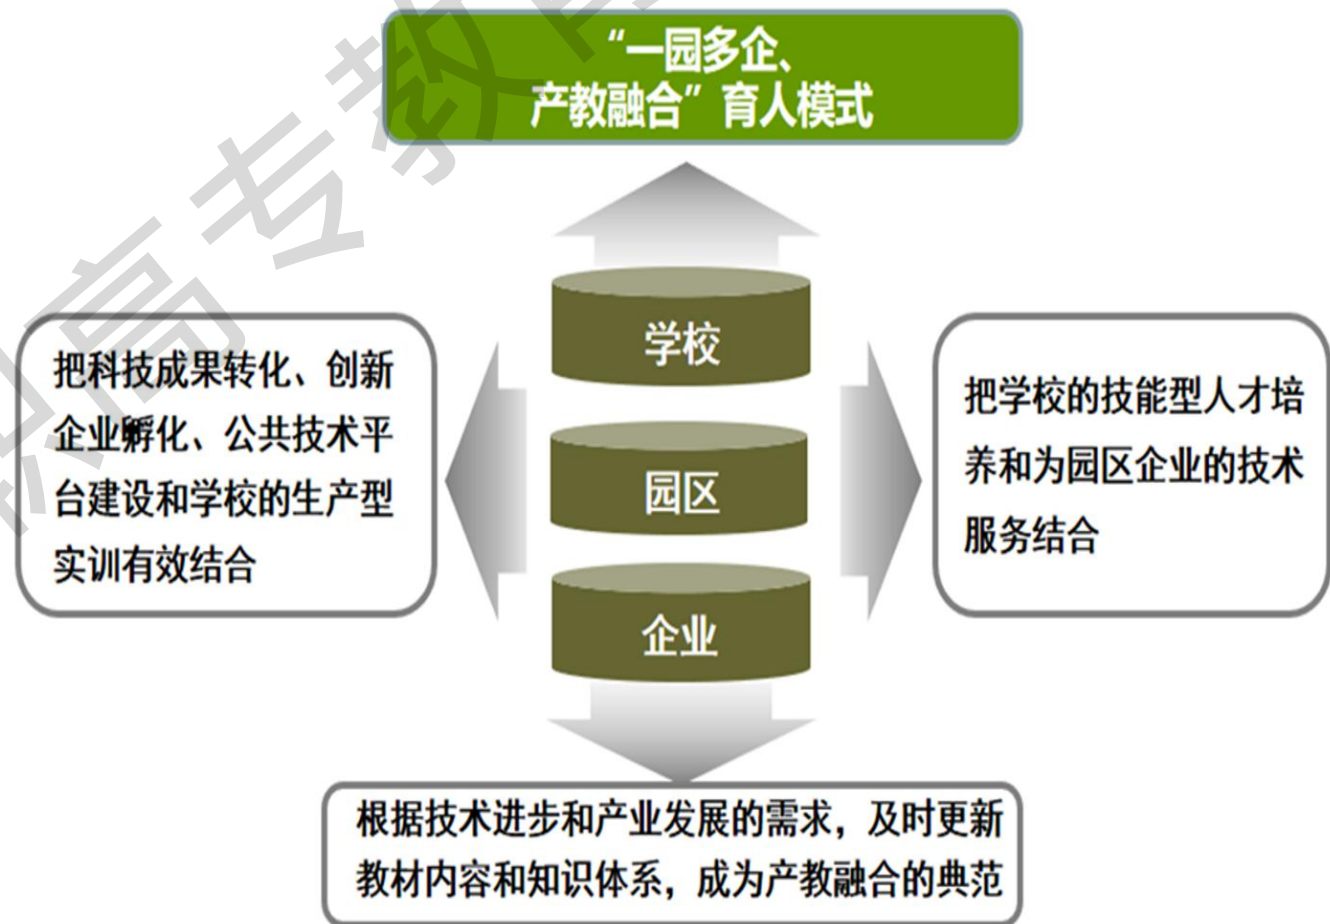 “一园多企、
产教融合”育人模式
学校
把科技成果转化、创新
企业孵化、公共技术平
台建设和学校的生产型
实训有效结合
园区
把学校的技能型人才培
养和为园区企业的技术
服务结合
企业
根据技术进步和产业发展的需求，及时更新
教材内容和知识体系，成为产教融合的典范
高专教